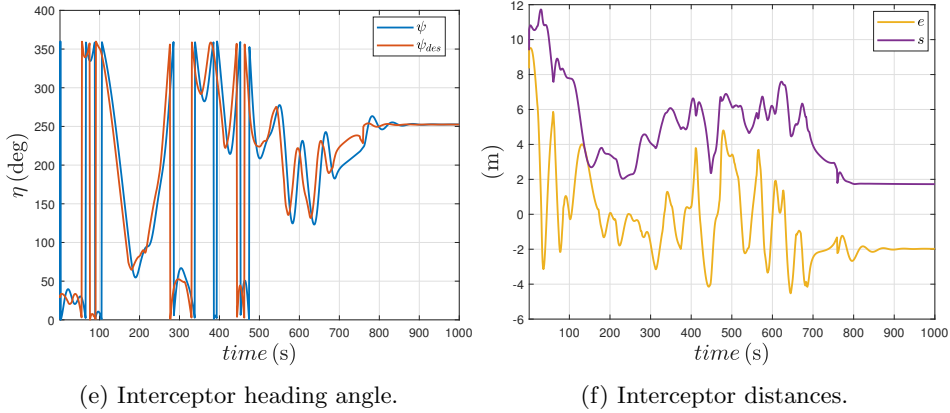 400
350
300
250
200
150
100
50
0
η (deg)
100 200 300 400 500 600 700 800 900 1000
time (s)
ψ
ψ_des
(e) Interceptor heading angle.
12
10
8
6
4
2
0
-2
-4
-6
(m)
100 200 300 400 500 600 700 800 900 1000
time (s)
e
s
(f) Interceptor distances.